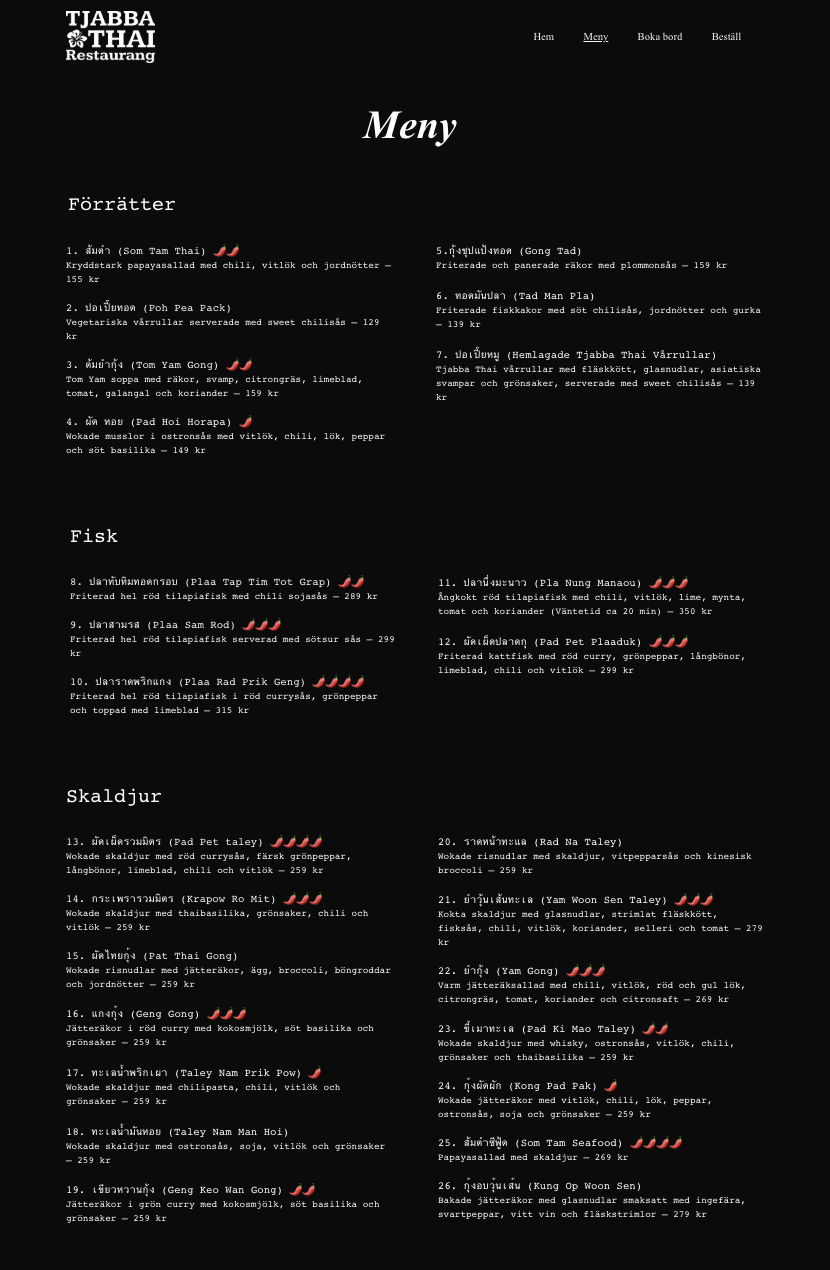 TJABBA
THAI
Restaurang
Hem Meny Boka bord Beställ
Meny
Förrätter
1. ส้มตำ (Som Tam Thai) 🌶️🌶️
Kryddstark papayasallad med chili, vitlök och jordnötter —
155 kr
2. ปอเปี๊ยทอด (Poh Pea Pack)
Vegetariska vårrullar serverade med sweet chilisås — 129
kr
3. ต้มยำกุ้ง (Tom Yam Gong) 🌶️🌶️
Tom Yam soppa med räkor, svamp, citrongräs, limeblad,
tomat, galangal och koriander — 159 kr
4. ผัด หอย (Pad Hoi Horapa) 🌶️
Wokade musslor i ostronsås med vitlök, chili, lök, peppar
och söt basilika — 149 kr
5.กุ้งชุปแป้งทอด (Gong Tad)
Friterade och panerade räkor med plommonsås — 159 kr
6. ทอดมันปลา (Tad Man Pla)
Friterade fiskkakor med söt chilisås, jordnötter och gurka
— 139 kr
7. ปอเปี๊ยหมู (Hemlagade Tjabba Thai Vårrullar)
Tjabba Thai vårrullar med fläskkött, glasnudlar, asiatiska
svampar och grönsaker, serverade med sweet chilisås — 139
kr
Fisk
8. ปลาทับทิมทอดกรอบ (Plaa Tap Tim Tot Grap) 🌶️🌶️
Friterad hel röd tilapiafisk med chili sojasås — 289 kr
9. ปลาสามรส (Plaa Sam Rod) 🌶️🌶️🌶️
Friterad hel röd tilapiafisk serverad med sötsur sås — 299
kr
10. ปลาราดพริกแกง (Plaa Rad Prik Geng) 🌶️🌶️🌶️🌶️
Friterad hel röd tilapiafisk i röd currysås, grönpeppar
och toppad med limeblad — 315 kr
11. ปลานึ่งมะนาว (Pla Nung Manaou) 🌶️🌶️🌶️
Ångkokt röd tilapiafisk med chili, vitlök, lime, mynta,
tomat och koriander (Väntetid ca 20 min) — 350 kr
12. ผัดเผ็ดปลาดุก (Pad Pet Plaaduk) 🌶️🌶️🌶️
Friterad kattfisk med röd curry, grönpeppar, långbönor,
limeblad, chili och vitlök — 299 kr
Skaldjur
13. ผัดเผ็ดรวมมิตร (Pad Pet taley) 🌶️🌶️🌶️🌶️
Wokade skaldjur med röd currysås, färsk grönpeppar,
långbönor, limeblad, chili och vitlök — 259 kr
14. กระเพรารวมมิตร (Krapow Ro Mit) 🌶️🌶️🌶️
Wokade skaldjur med thaibasilika, grönsaker, chili och
vitlök — 259 kr
15. ผัดไทยกุ้ง (Pat Thai Gong)
Wokade risnudlar med jätteräkor, ägg, broccoli, böngroddar
och jordnötter — 259 kr
16. แกงกุ้ง (Geng Gong) 🌶️🌶️🌶️
Jätteräkor i röd curry med kokosmjölk, söt basilika och
grönsaker — 259 kr
17. ทะเลน้ำพริกเผา (Taley Nam Prik Pow) 🌶️
Wokade skaldjur med chilipasta, chili, vitlök och
grönsaker — 259 kr
18. ทะเลน้ำมันหอย (Taley Nam Man Hoi)
Wokade skaldjur med ostronsås, soja, vitlök och grönsaker
— 259 kr
19. เขียวหวานกุ้ง (Geng Keo Wan Gong) 🌶️🌶️
Jätteräkor i grön curry med kokosmjölk, söt basilika och
grönsaker — 259 kr
20. ราดหน้าทะแล (Rad Na Taley)
Wokade risnudlar med skaldjur, vitpepparsås och kinesisk
broccoli — 259 kr
21. ยำวุ้นเส้นทะเล (Yam Woon Sen Taley) 🌶️🌶️🌶️
Kokta skaldjur med glasnudlar, strimlat fläskkött,
fisksås, chili, vitlök, koriander, selleri och tomat — 279
kr
22. ยำกุ้ง (Yam Gong) 🌶️🌶️🌶️
Varm jätteräksallad med chili, vitlök, röd och gul lök,
citrongräs, tomat, koriander och citronsaft — 269 kr
23. ขี้เมาทะเล (Pad Ki Mao Taley) 🌶️🌶️
Wokade skaldjur med whisky, ostronsås, vitlök, chili,
grönsaker och thaibasilika — 259 kr
24. กุ้งผัดผัก (Kong Pad Pak) 🌶️
Wokade jätteräkor med vitlök, chili, lök, peppar,
ostronsås, soja och grönsaker — 259 kr
25. ส้มตำซีฟู้ด (Som Tam Seafood) 🌶️🌶️🌶️🌶️
Papayasallad med skaldjur — 269 kr
26. กุ้งอบวุ้นเส้น (Kung Op Woon Sen)
Bakade jätteräkor med glasnudlar smaksatt med ingefära,
svartpeppar, vitt vin och fläskstrimlor — 279 kr